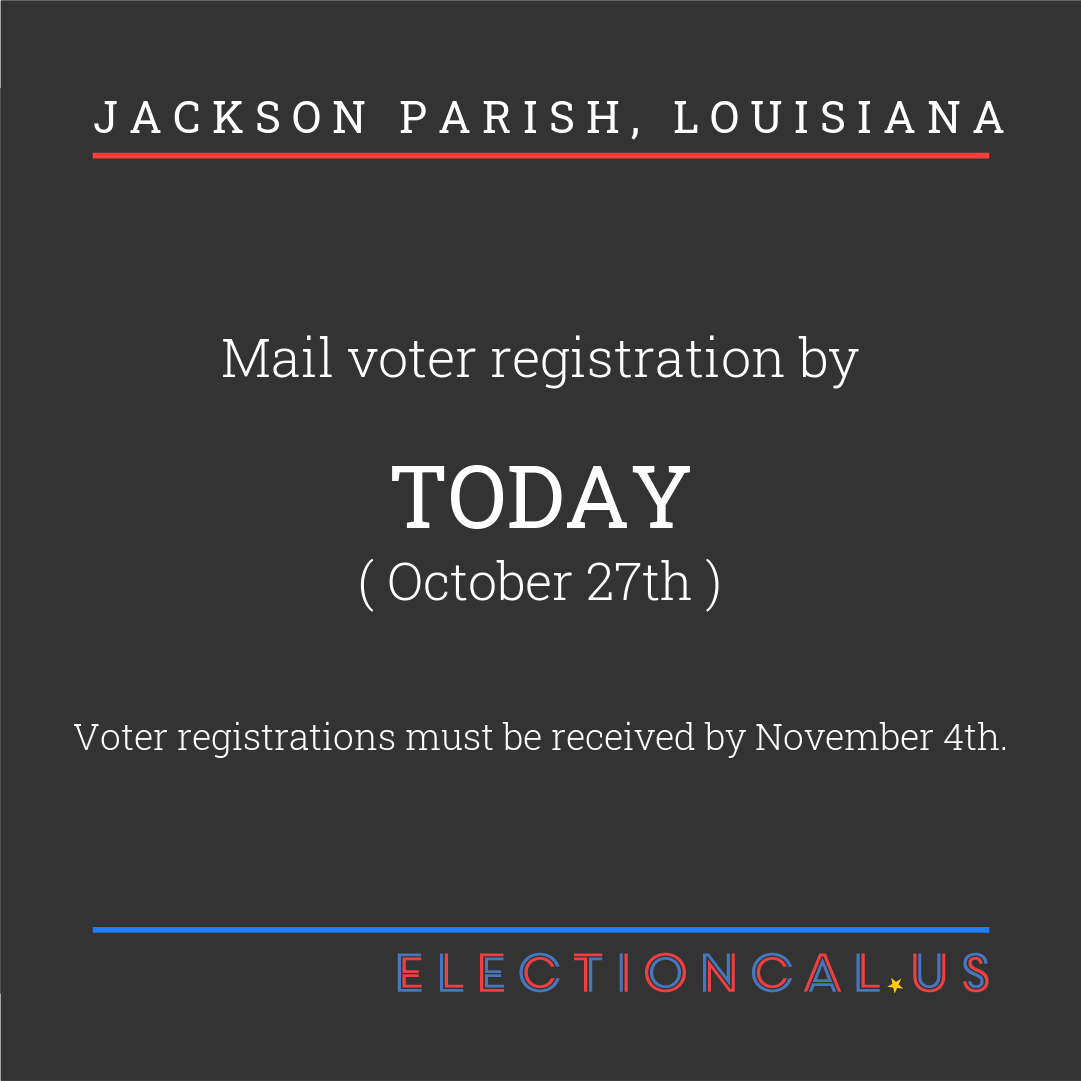 JACKSON PARISH, LOUISIANA
Mail voter registration by
TODAY
( October 27th )
Voter registrations must be received by November 4th.
ELECTIONCAL.US